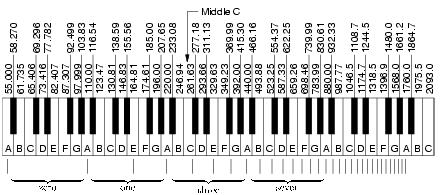 Middle C
58.270 69.296 77.782 92.499 103.83 116.54 138.59 155.56 185.00 207.65 233.08 277.18 311.13 369.99 415.30 466.16 554.37 622.25 739.99 830.61 932.33 1108.7 1244.5 1480.0 1661.2 1864.7
55.000 61.735 65.406 73.416 82.407 87.307 97.999 110.00 123.47 130.81 146.83 164.81 174.61 196.00 220.00 246.94 261.63 293.66 329.63 349.23 392.00 440.00 493.88 523.25 587.33 659.26 698.46 783.99 880.00 987.77 1046.5 1174.7 1318.5 1396.9 1568.0 1760.0 1975.5 2093.0
A B C D E F G A B C D E F G A B C D E F G A B C D E F G A B C D E F G A B C